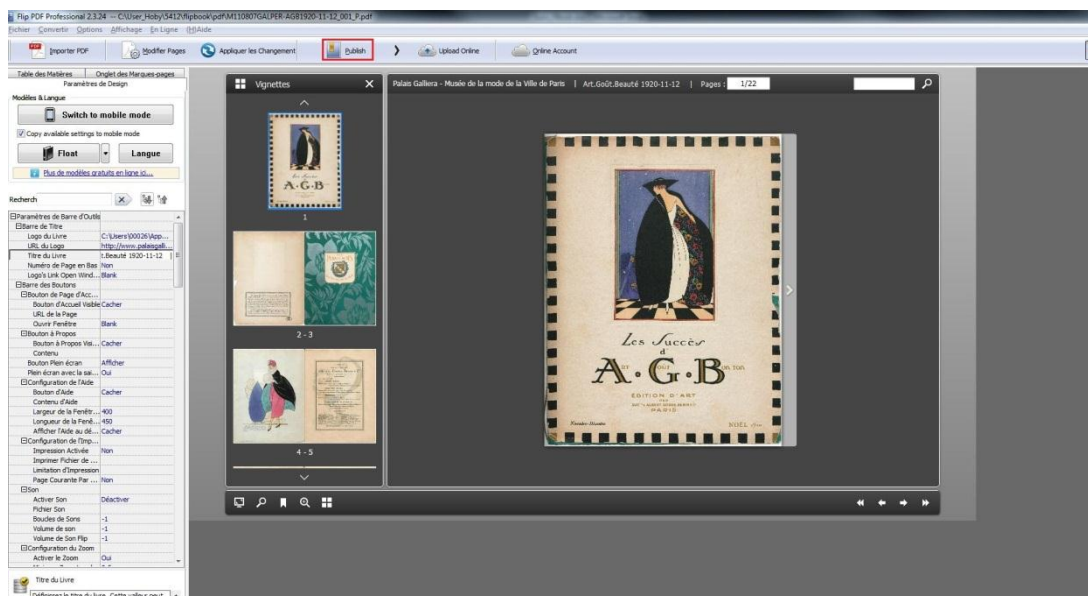 Flip PDF Professional 2.3.24 -- C:\User_Hoby\5412\flipbook\pdf\M110807GALPER-AGB1920-11-12_001_P.pdf
Fichier Convertir Options Affichage En Ligne (H)Aide
Importer PDF Modifier Pages Appliquer les Changement Publish Upload Online Online Account
Table des Matières Onglet des Marques-pages
Paramètres de Design
Modèles & Langue
Switch to mobile mode
Copy available settings to mobile mode
Float Langue
Plus de modèles gratuits en ligne ici...
Recherch
Paramètres de Barre d'Outils
Barre de Titre
Logo du Livre C:\Users\00026\App...
URL du Logo http://www.palaisgalli...
Titre du Livre t.Beauté 1920-11-12 |
Numéro de Page en Bas Non
Logo's Link Open Wind... Blank
Barre des Boutons
Bouton de Page d'Acc...
Bouton d'Accueil Visible Cacher
URL de la Page
Ouvrir Fenêtre Blank
Bouton à Propos
Bouton à Propos Visi... Cacher
Contenu
Bouton Plein écran Afficher
Plein écran avec la sai... Oui
Configuration de l'Aide
Bouton d'Aide Cacher
Contenu d'Aide
Largeur de la Fenêtr... 400
Longueur de la Fenê... 450
Afficher l'Aide au dé... Cacher
Configuration de l'Imp...
Impression Activée Non
Imprimer Fichier de ...
Limitation d'Impression
Page Courante Par ... Non
Son
Activer Son Désactiver
Fichier Son
Boucles de Sons -1
Volume de son -1
Volume de Son Flip -1
Configuration du Zoom
Activer le Zoom Oui
Titre du Livre
Définissez le titre du livre. Cette valleur peut
Vignettes
A·G·B
1
2 - 3
4 - 5
Palais Galliera - Musée de la mode de la Ville de Paris | Art.Goût.Beauté 1920-11-12 | Pages : 1/22
Les Succès
d'
A·G·B
EDITION D'ART
PARIS
NOËL